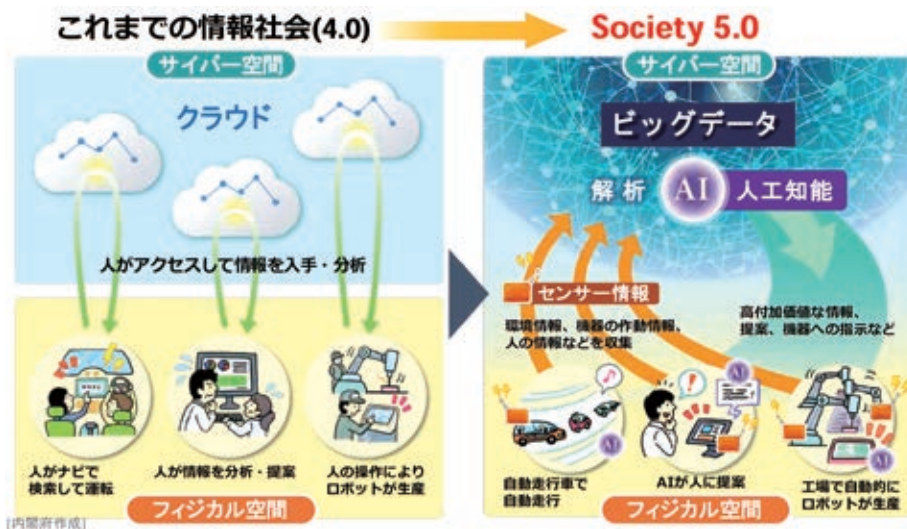 これまでの情報社会(4.0)
Society 5.0
サイバー空間
クラウド
人がアクセスして情報を入手・分析
人がナビで
検索して運転
人が情報を分析・提案
人の操作により
ロボットが生産
フィジカル空間
サイバー空間
ビッグデータ
解析 AI 人工知能
センサー情報
環境情報、機器の作動情報、
人の情報などを収集
高付加価値な情報、
提案、機器への指示など
AI
AI
AI
自動走行車で
自動走行
AIが人に提案
工場で自動的に
ロボットが生産
フィジカル空間
[内閣府作成]